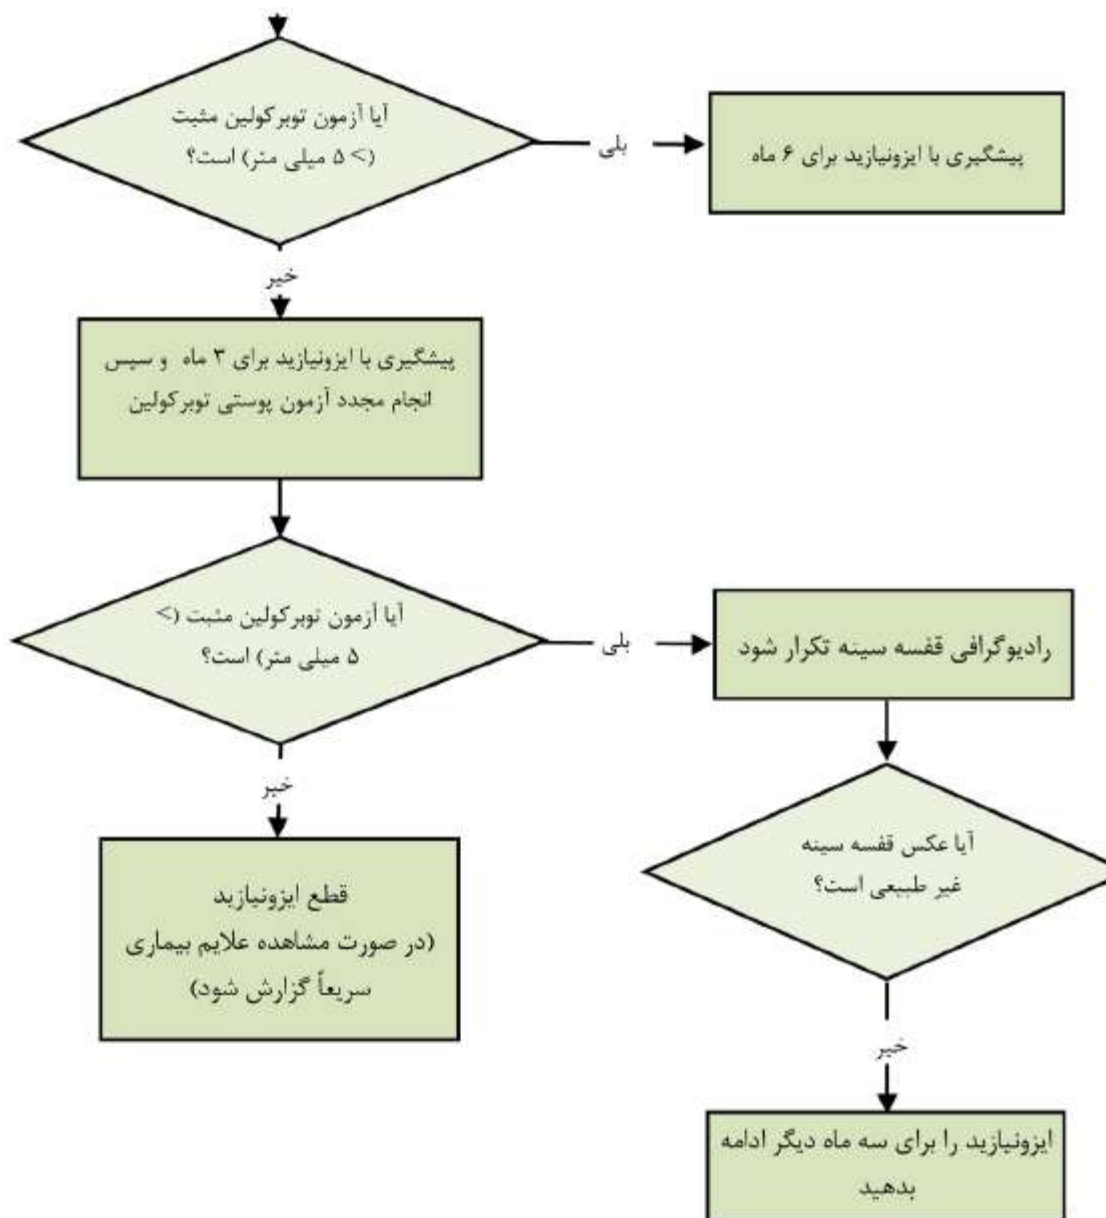 آیا آزمون توبرکولین مثبت
(> ۵ میلی متر) است؟
بلی
پیشگیری با ایزونیازید برای ۶ ماه
خیر
پیشگیری با ایزونیازید برای ۳ ماه و سپس
انجام مجدد آزمون پوستی توبرکولین
آیا آزمون توبرکولین مثبت (>
۵ میلی متر) است؟
بلی
رادیوگرافی قفسه سینه تکرار شود
خیر
قطع ایزونیازید
(در صورت مشاهده علایم بیماری
سریعاً گزارش شود)
آیا عکس قفسه سینه
غیر طبیعی است؟
خیر
ایزونیازید را برای سه ماه دیگر ادامه
بدهید